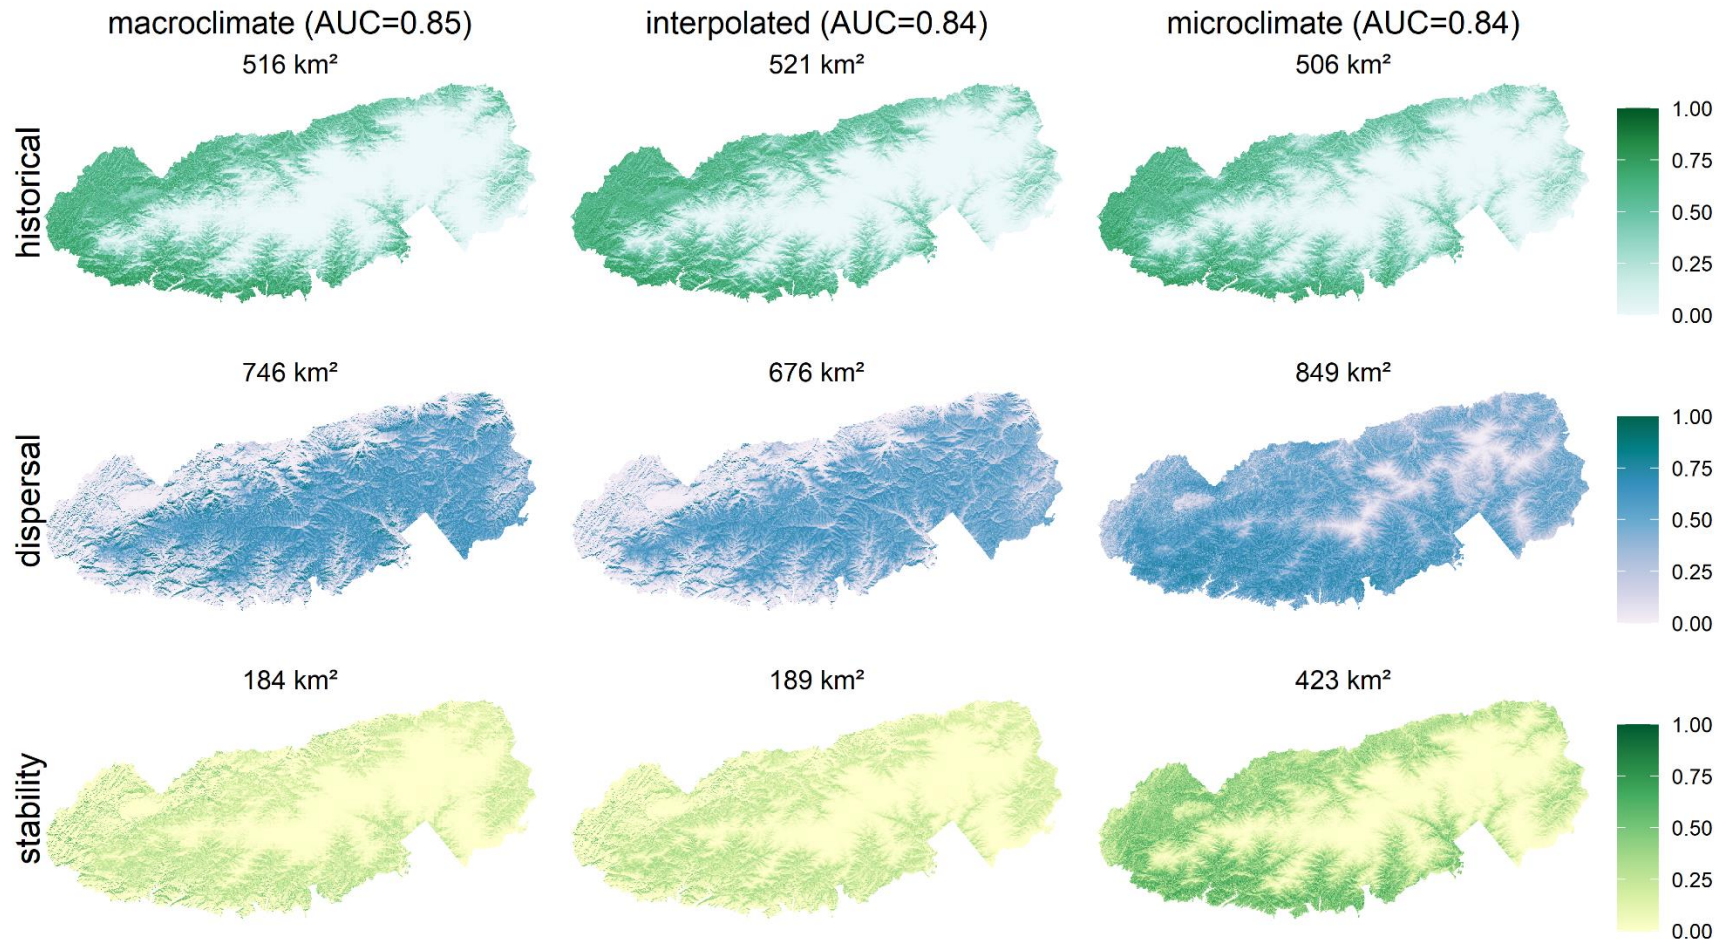 macroclimate (AUC=0.85)
interpolated (AUC=0.84)
microclimate (AUC=0.84)
516 km²
521 km²
506 km²
historical
1.00
0.75
0.50
0.25
0.00
746 km²
676 km²
849 km²
dispersal
1.00
0.75
0.50
0.25
0.00
184 km²
189 km²
423 km²
stability
1.00
0.75
0.50
0.25
0.00